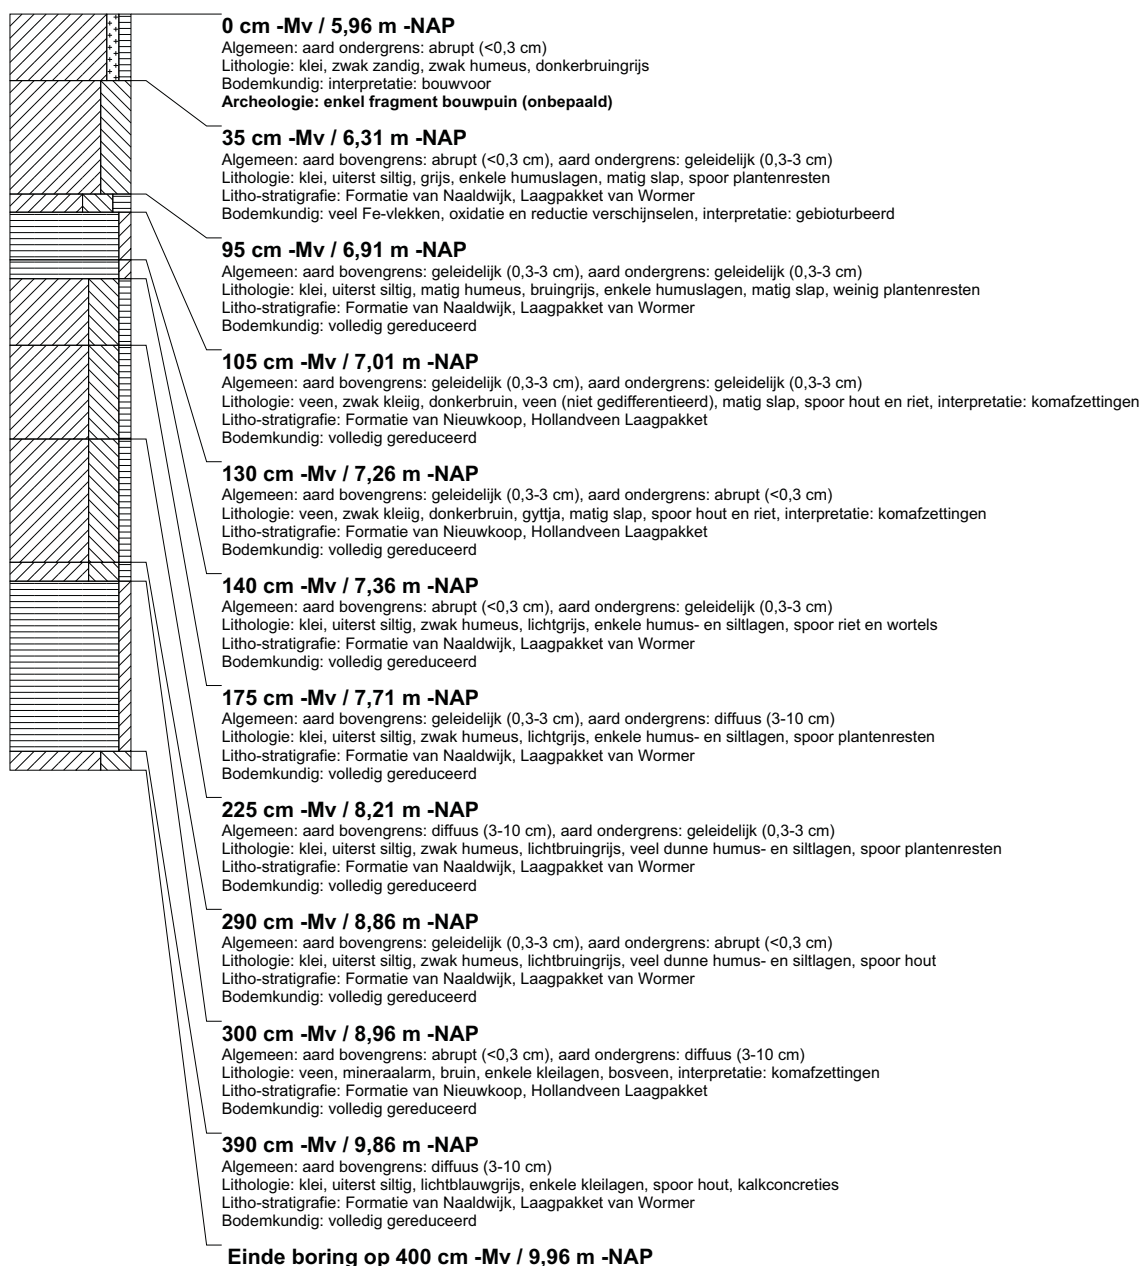 0 cm -Mv / 5,96 m -NAP
Algemeen: aard ondergrens: abrupt (<0,3 cm)
Lithologie: klei, zwak zandig, zwak humeus, donkerbruingrijs
Bodemkundig: interpretatie: bouwvoor
Archeologie: enkel fragment bouwpuin (onbepaald)
35 cm -Mv / 6,31 m -NAP
Algemeen: aard bovengrens: abrupt (<0,3 cm), aard ondergrens: geleidelijk (0,3-3 cm)
Lithologie: klei, uiterst siltig, grijs, enkele humuslagen, matig slap, spoor plantenresten
Litho-stratigrafie: Formatie van Naaldwijk, Laagpakket van Wormer
Bodemkundig: veel Fe-vlekken, oxidatie en reductie verschijnselen, interpretatie: gebioturbeerd
95 cm -Mv / 6,91 m -NAP
Algemeen: aard bovengrens: geleidelijk (0,3-3 cm), aard ondergrens: geleidelijk (0,3-3 cm)
Lithologie: klei, uiterst siltig, matig humeus, bruingrijs, enkele humuslagen, matig slap, weinig plantenresten
Litho-stratigrafie: Formatie van Naaldwijk, Laagpakket van Wormer
Bodemkundig: volledig gereduceerd
105 cm -Mv / 7,01 m -NAP
Algemeen: aard bovengrens: geleidelijk (0,3-3 cm), aard ondergrens: geleidelijk (0,3-3 cm)
Lithologie: veen, zwak kleiig, donkerbruin, veen (niet gedifferentieerd), matig slap, spoor hout en riet, interpretatie: komafzettingen
Litho-stratigrafie: Formatie van Nieuwkoop, Hollandveen Laagpakket
Bodemkundig: volledig gereduceerd
130 cm -Mv / 7,26 m -NAP
Algemeen: aard bovengrens: geleidelijk (0,3-3 cm), aard ondergrens: abrupt (<0,3 cm)
Lithologie: veen, zwak kleiig, donkerbruin, gyttja, matig slap, spoor hout en riet, interpretatie: komafzettingen
Litho-stratigrafie: Formatie van Nieuwkoop, Hollandveen Laagpakket
Bodemkundig: volledig gereduceerd
140 cm -Mv / 7,36 m -NAP
Algemeen: aard bovengrens: abrupt (<0,3 cm), aard ondergrens: geleidelijk (0,3-3 cm)
Lithologie: klei, uiterst siltig, zwak humeus, lichtgrijs, enkele humus- en siltlagen, spoor riet en wortels
Litho-stratigrafie: Formatie van Naaldwijk, Laagpakket van Wormer
Bodemkundig: volledig gereduceerd
175 cm -Mv / 7,71 m -NAP
Algemeen: aard bovengrens: geleidelijk (0,3-3 cm), aard ondergrens: diffuus (3-10 cm)
Lithologie: klei, uiterst siltig, zwak humeus, lichtgrijs, enkele humus- en siltlagen, spoor plantenresten
Litho-stratigrafie: Formatie van Naaldwijk, Laagpakket van Wormer
Bodemkundig: volledig gereduceerd
225 cm -Mv / 8,21 m -NAP
Algemeen: aard bovengrens: diffuus (3-10 cm), aard ondergrens: geleidelijk (0,3-3 cm)
Lithologie: klei, uiterst siltig, zwak humeus, lichtbruingrijs, veel dunne humus- en siltlagen, spoor plantenresten
Litho-stratigrafie: Formatie van Naaldwijk, Laagpakket van Wormer
Bodemkundig: volledig gereduceerd
290 cm -Mv / 8,86 m -NAP
Algemeen: aard bovengrens: geleidelijk (0,3-3 cm), aard ondergrens: abrupt (<0,3 cm)
Lithologie: klei, uiterst siltig, zwak humeus, lichtbruingrijs, veel dunne humus- en siltlagen, spoor hout
Litho-stratigrafie: Formatie van Naaldwijk, Laagpakket van Wormer
Bodemkundig: volledig gereduceerd
300 cm -Mv / 8,96 m -NAP
Algemeen: aard bovengrens: abrupt (<0,3 cm), aard ondergrens: diffuus (3-10 cm)
Lithologie: veen, mineraalarm, bruin, enkele kleilagen, bosveen, interpretatie: komafzettingen
Litho-stratigrafie: Formatie van Nieuwkoop, Hollandveen Laagpakket
Bodemkundig: volledig gereduceerd
390 cm -Mv / 9,86 m -NAP
Algemeen: aard bovengrens: diffuus (3-10 cm)
Lithologie: klei, uiterst siltig, lichtblauwgrijs, enkele kleilagen, spoor hout, kalkconcreties
Litho-stratigrafie: Formatie van Naaldwijk, Laagpakket van Wormer
Bodemkundig: volledig gereduceerd
Einde boring op 400 cm -Mv / 9,96 m -NAP